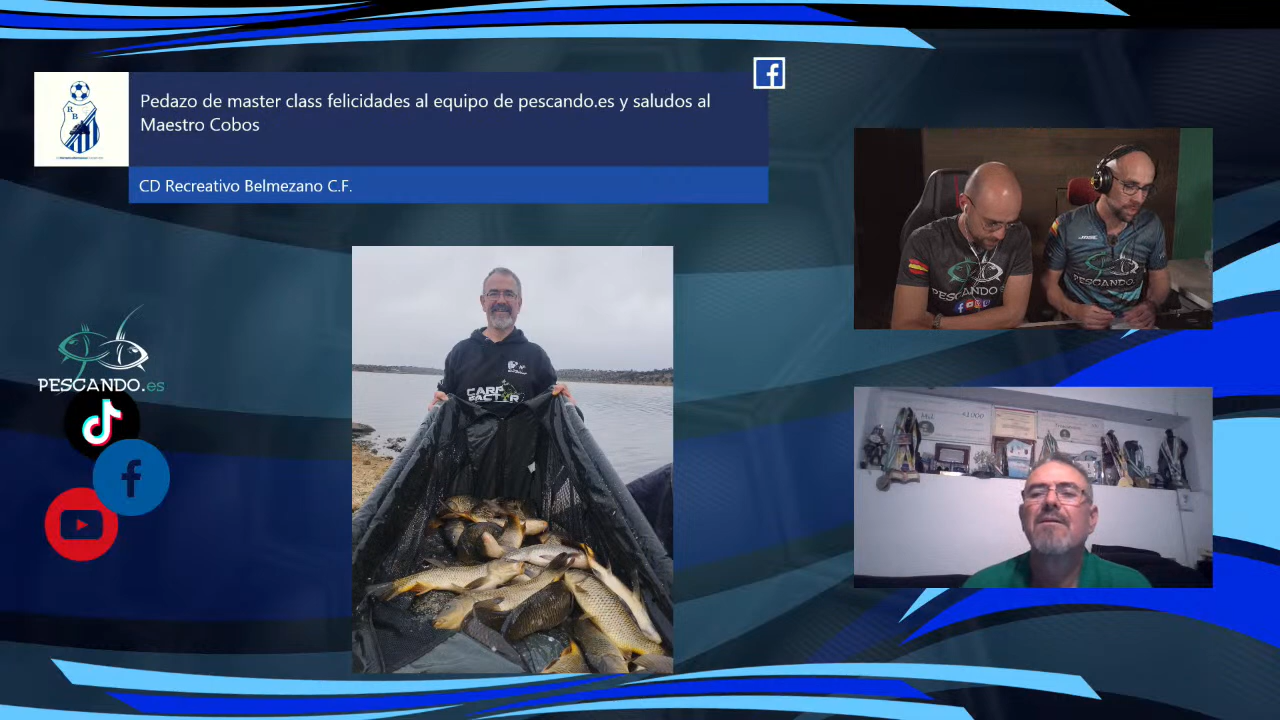 Pedazo de master class felicidades al equipo de pescando.es y saludos al
Maestro Cobos
CD Recreativo Belmezano C.F.
R
B
PESCANDO.es
CARP
FACTOR
PESCANDO.
PESCANDO.